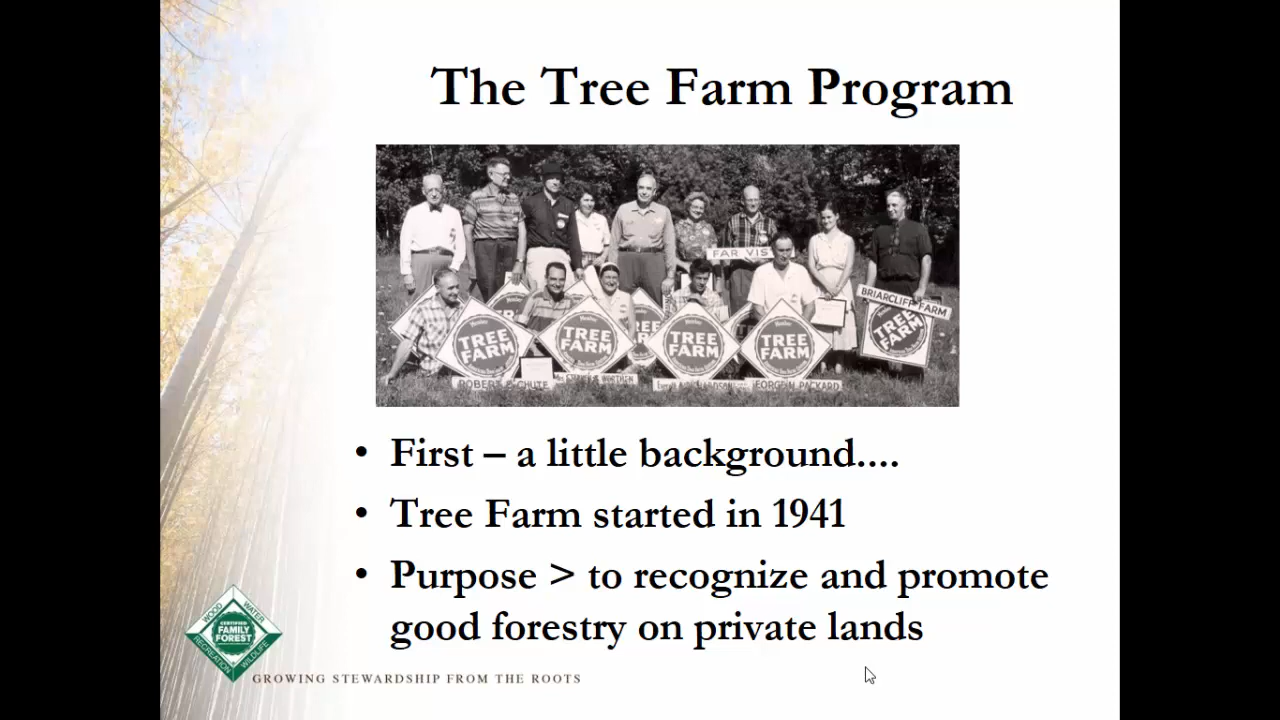 The Tree Farm Program
FAR VIS
BRIARCLIFF FARM
TREE FARM
TREE
FARM
TREE
FARM
TREE
FARM
TREE
FARM
• First – a little background....
• Tree Farm started in 1941
• Purpose > to recognize and promote
good forestry on private lands
WOOD
WATER
CERTIFIED
FAMILY
FOREST
RECREATION
WILDLIFE
GROWING STEWARDSHIP FROM THE ROOTS